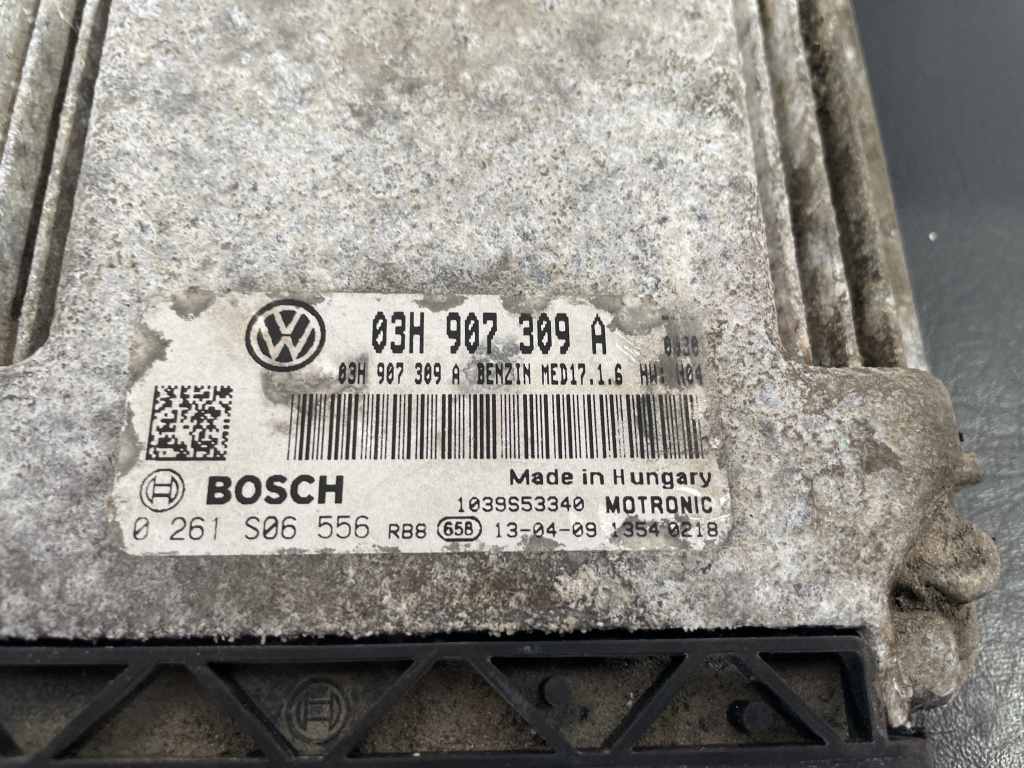 03H 907 309 A 0030
03H 907 309 A BENZIN MED17.1.6 HW: H04
BOSCH
Made in Hungary
1039S53340 MOTRONIC
0 261 S06 556 RB8 658 13-04-09 1354 0218